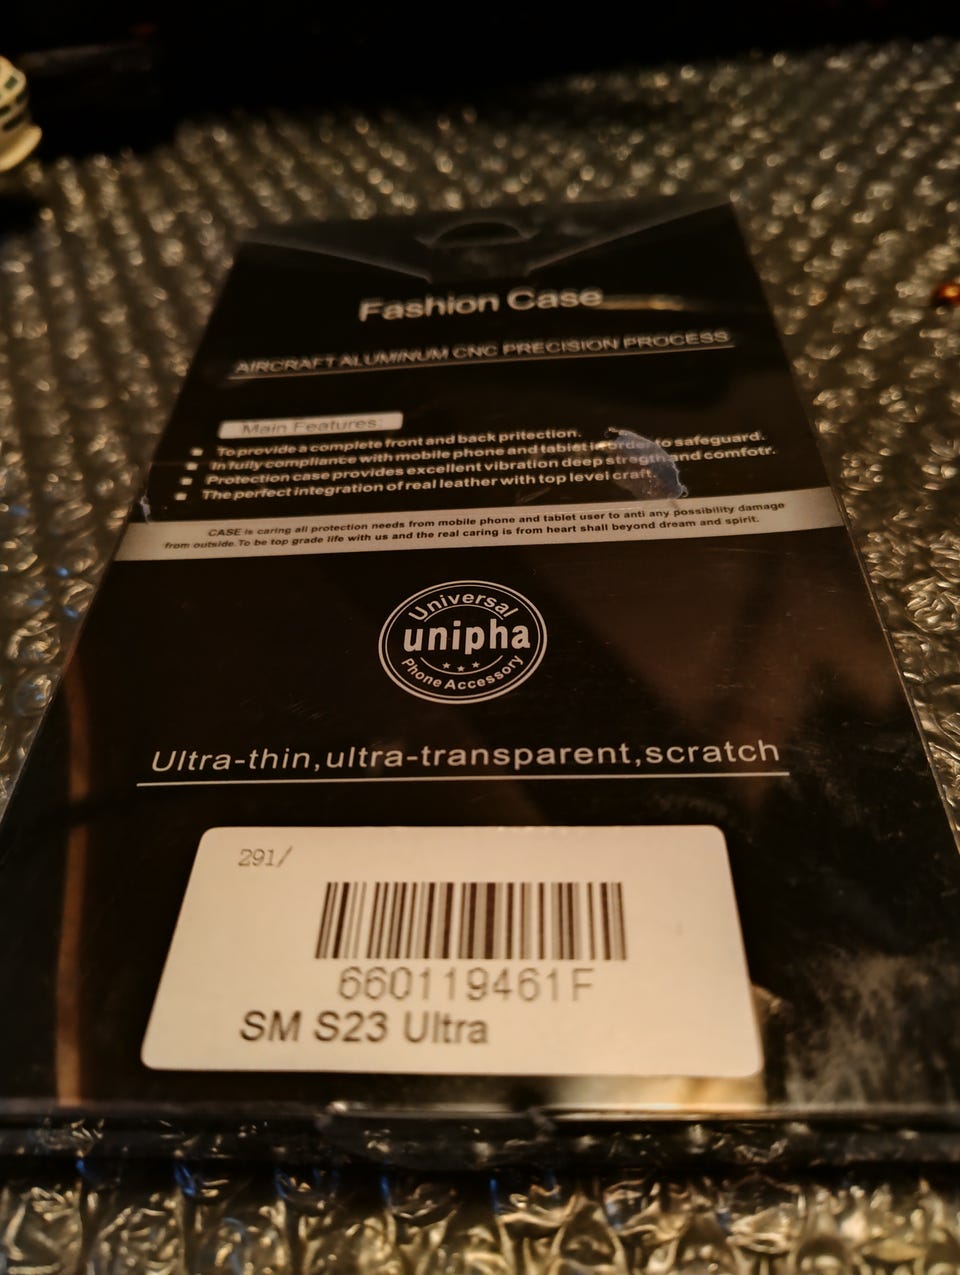 Fashion Case
AIRCRAFT ALUMINUM CNC PRECISION PROCESS
Main Features:
To provide a complete front and back pritection.
In fully compliance with mobile phone and tablet to safeguard.
Protection case provides excellent vibration deep and comfotr.
The perfect integration of real leather with top level
CASE is caring all protection needs from mobile phone and tablet user to anti any possibility damage
from outside. To be top grade life with us and the real caring is from heart shall beyond dream and spirit.
Universal
unipha
Phone Accessory
Ultra-thin,ultra-transparent,scratch
291/
660119461F
SM S23 Ultra